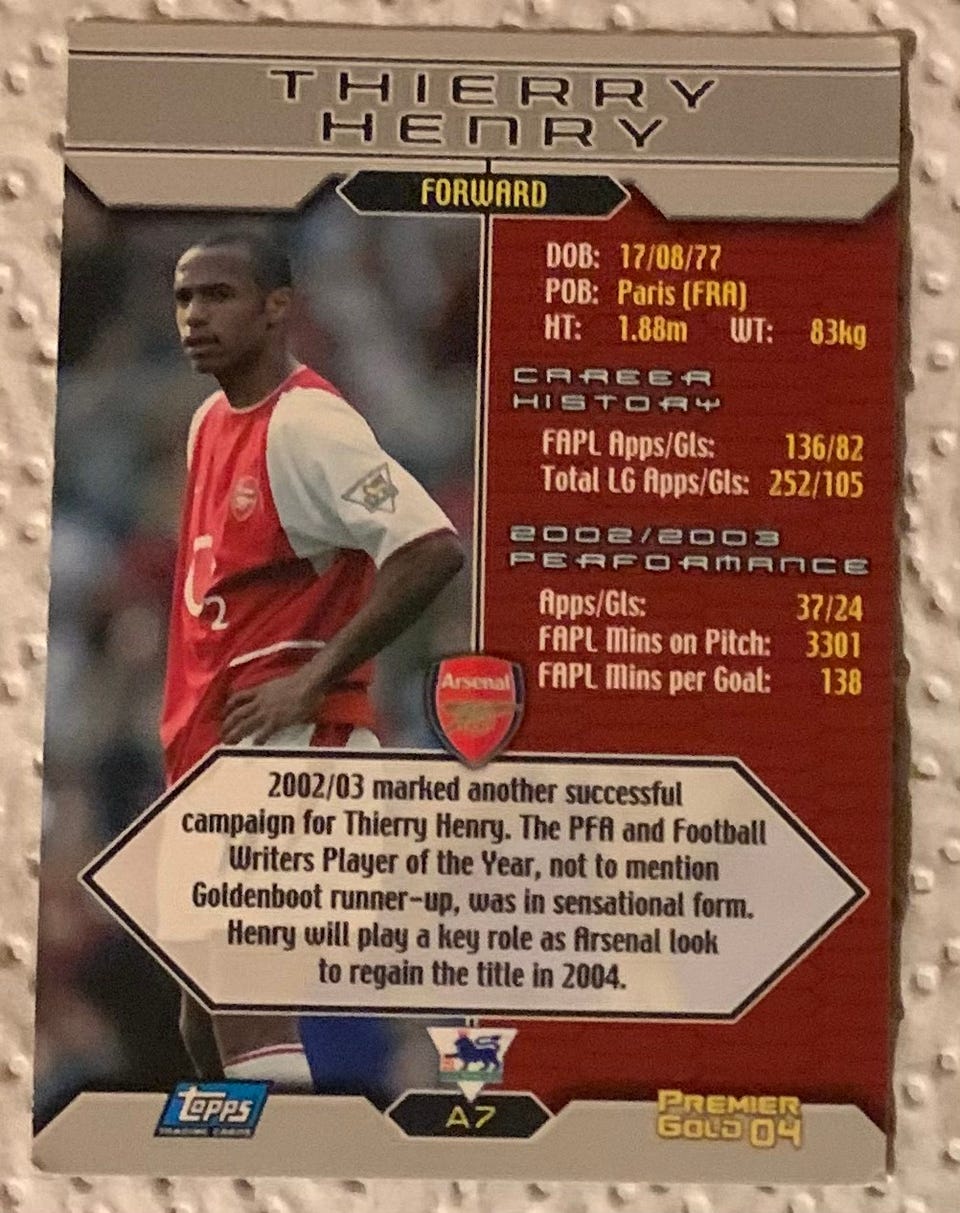 THIERRY
HENRY
FORWARD
DOB: 17/08/77
POB: Paris (FRA)
HT: 1.88m WT: 83kg
CAREER
HISTORY
FAPL Apps/Gls: 136/82
Total LG Apps/Gls: 252/105
2002/2003
PERFORMANCE
Apps/Gls: 37/24
FAPL Mins on Pitch: 3301
FAPL Mins per Goal: 138
O2
Arsenal
2002/03 marked another successful
campaign for Thierry Henry. The PFA and Football
Writers Player of the Year, not to mention
Goldenboot runner-up, was in sensational form.
Henry will play a key role as Arsenal look
to regain the title in 2004.
Topps
TRADING CARDS
A7
PREMIER
GOLD 04